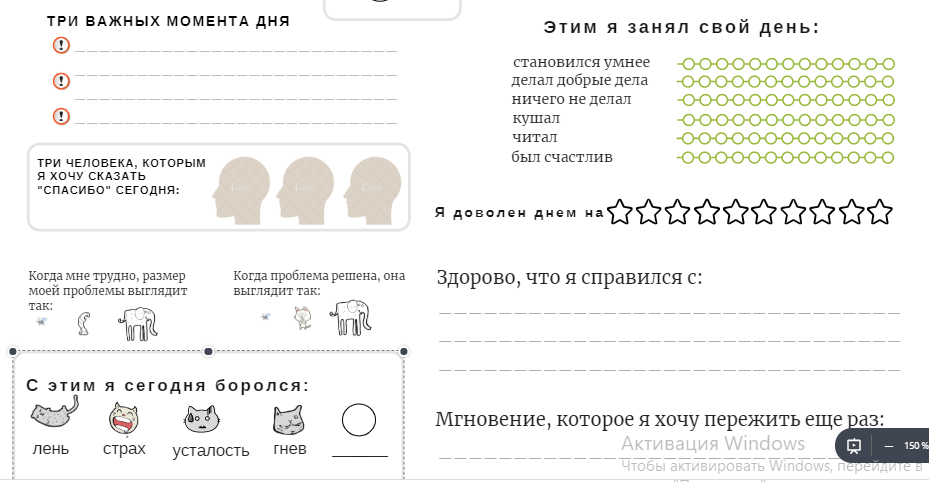 ТРИ ВАЖНЫХ МОМЕНТА ДНЯ
ТРИ ЧЕЛОВЕКА, КОТОРЫМ
Я ХОЧУ СКАЗАТЬ
"СПАСИБО" СЕГОДНЯ:
Когда мне трудно, размер
моей проблемы выглядит
так:
Когда проблема решена, она
выглядит так:
С этим я сегодня боролся:
лень
страх
усталость
гнев
Этим я занял свой день:
становился умнее
делал добрые дела
ничего не делал
кушал
читал
был счастлив
Я доволен днем на
Здорово, что я справился с:
Мгновение, которое я хочу пережить еще раз:
Активация Windows
Чтобы активировать Windows, перейдите в
150 %